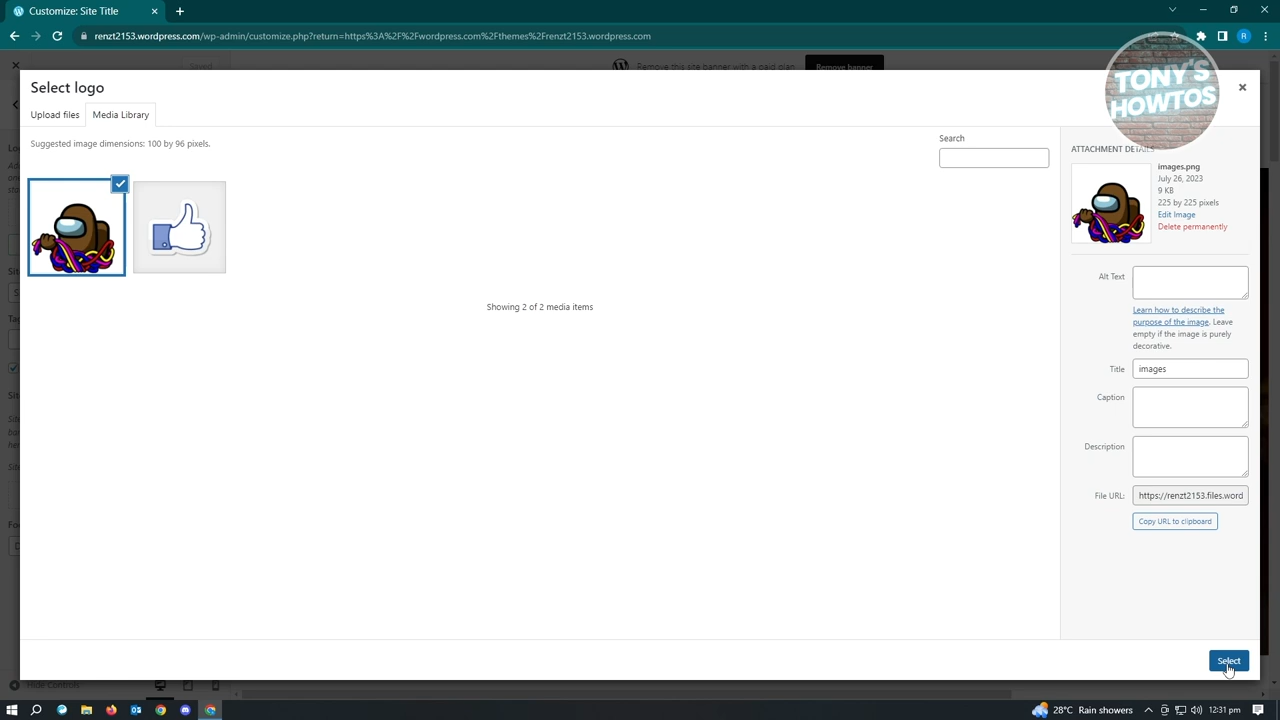 Customize: Site Title
renzt2153.wordpress.com/wp-admin/customize.php?return=https%3A%2F%2Fwordpress.com%2Fthemes%2Frenzt2153.wordpress.com
Saved
Remove this site banner with a paid plan
Remove banner
TONY'S
HOWTOS
Select logo
Upload files
Media Library
Suggested image dimensions: 100 by 96 pixels.
Search
Showing 2 of 2 media items
ATTACHMENT DETAILS
images.png
July 26, 2023
9 KB
225 by 225 pixels
Edit Image
Delete permanently
Alt Text
Learn how to describe the
purpose of the image. Leave
empty if the image is purely
decorative.
Title
images
Caption
Description
File URL:
https://renzt2153.files.word
Copy URL to clipboard
Select
Hide Controls
28°C Rain showers
12:31 pm